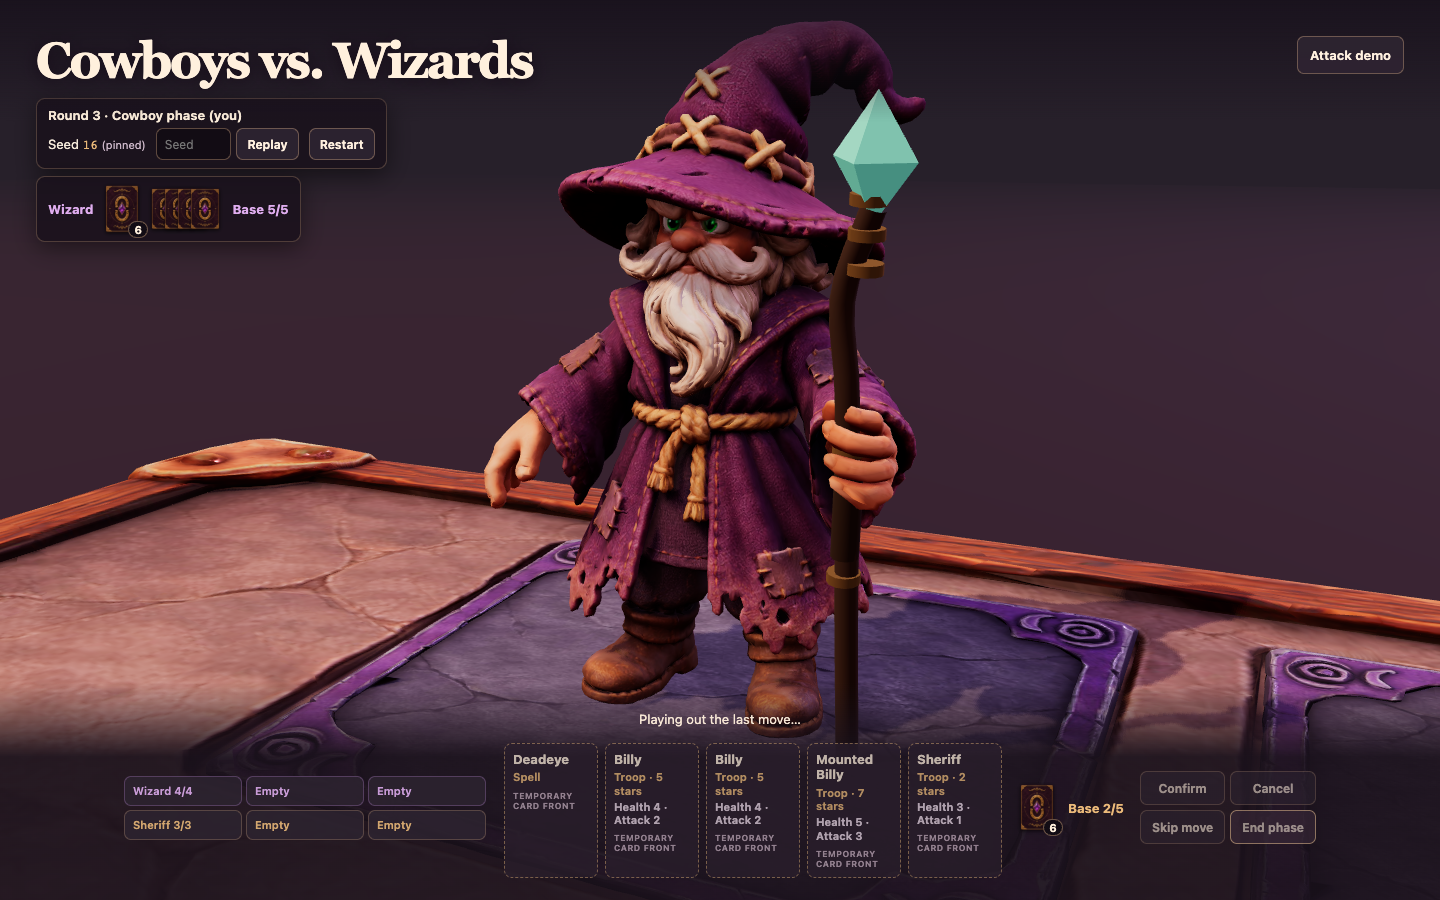 Cowboys vs. Wizards
Attack demo
Round 3 · Cowboy phase (you)
Seed 16 (pinned) Seed Replay Restart
Wizard 6 Base 5/5
Playing out the last move...
Wizard 4/4 Empty Empty
Sheriff 3/3 Empty Empty
Deadeye
Spell
TEMPORARY
CARD FRONT
Billy
Troop · 5
stars
Health 4 ·
Attack 2
TEMPORARY
CARD FRONT
Billy
Troop · 5
stars
Health 4 ·
Attack 2
TEMPORARY
CARD FRONT
Mounted
Billy
Troop · 7
stars
Health 5 ·
Attack 3
TEMPORARY
CARD FRONT
Sheriff
Troop · 2
stars
Health 3 ·
Attack 1
TEMPORARY
CARD FRONT
6 Base 2/5
Confirm Cancel
Skip move End phase